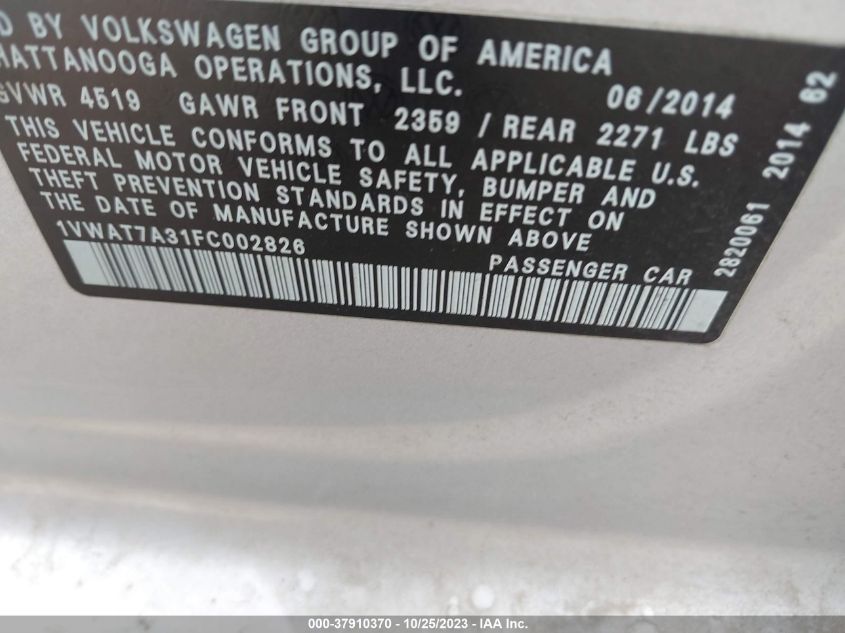 D BY VOLKSWAGEN GROUP OF AMERICA
HATTANOOGA OPERATIONS, LLC. 06/2014
GVWR 4519 GAWR FRONT 2359 / REAR 2271 LBS
THIS VEHICLE CONFORMS TO ALL APPLICABLE U.S.
FEDERAL MOTOR VEHICLE SAFETY, BUMPER AND
THEFT PREVENTION STANDARDS IN EFFECT ON
THE DATE OF MANUFACTURE SHOWN ABOVE
1VWAT7A31FC002826 PASSENGER CAR
2820061 2014 62
000-37910370 - 10/25/2023 - IAA Inc.